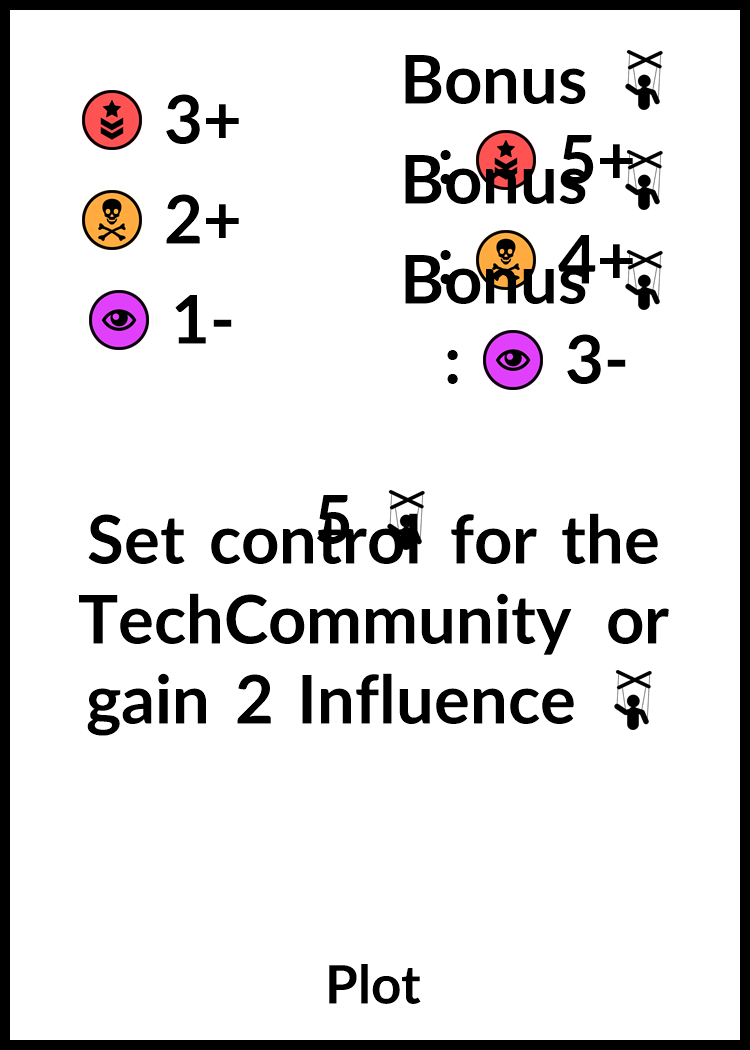 3+
2+
1-
Bonus
: 5+
Bonus
: 4+
Bonus
: 3-
5
Set control for the
TechCommunity or
gain 2 Influence
Plot